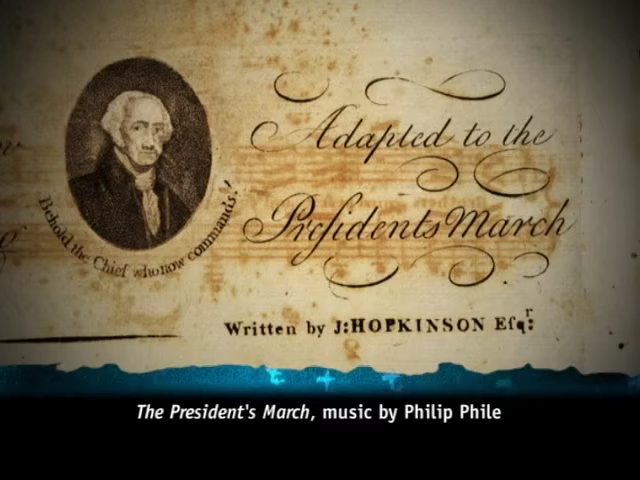 Behold the Chief who now commands!
Adapted to the
Preſidents March
Written by J:HOPKINSON Eſqr:
The President's March, music by Philip Phile